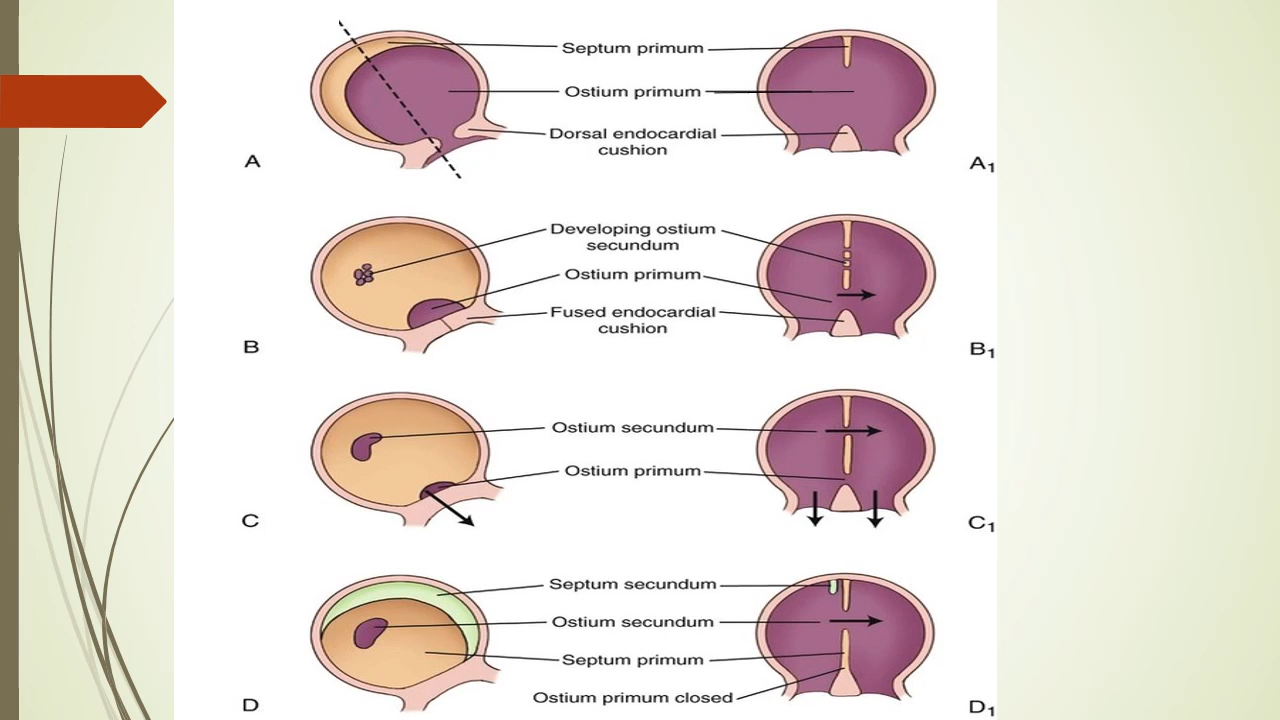 Septum primum
Ostium primum
Dorsal endocardial
cushion
A
A1
Developing ostium
secundum
Ostium primum
Fused endocardial
cushion
B
B1
Ostium secundum
Ostium primum
C
C1
Septum secundum
Ostium secundum
Septum primum
Ostium primum closed
D
D1